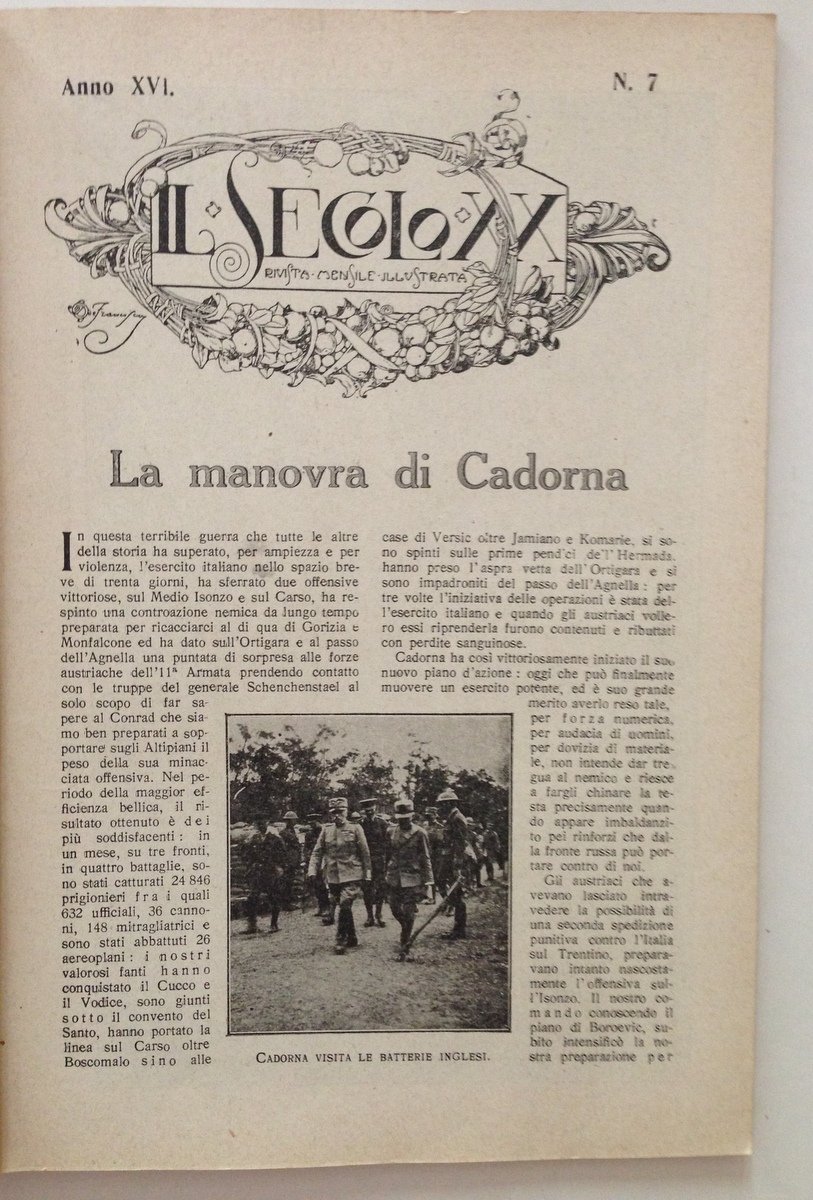 Anno XVI.
N. 7
IL SECOLO XX
RIVISTA MENSILE ILLUSTRATA
La manovra di Cadorna
In questa terribile guerra che tutte le altre
della storia ha superato, per ampiezza e per
violenza, l'esercito italiano nello spazio bre-
ve di trenta giorni, ha sferrato due offensive
vittoriose, sul Medio Isonzo e sul Carso, ha re-
spinto una controazione nemica da lungo tempo
preparata per ricacciarci al di qua di Gorizia e
Monfalcone ed ha dato sull'Ortigara e al passo
dell'Agnella una puntata di sorpresa alle forze
austriache dell'11ª Armata prendendo contatto
con le truppe del generale Schenchenstael al
solo scopo di far sa-
pere al Conrad che sia-
mo ben preparati a sop-
portare sugli Altipiani il
peso della sua minac-
ciata offensiva. Nel pe-
riodo della maggior ef-
ficienza bellica, il ri-
sultato ottenuto è dei
più soddisfacenti: in
un mese, su tre fronti,
in quattro battaglie, so-
no stati catturati 24 846
prigionieri fra i quali
632 ufficiali, 36 canno-
ni, 148 mitragliatrici e
sono stati abbattuti 26
aereoplani: i nostri
valorosi fanti hanno
conquistato il Cucco e
il Vodice, sono giunti
sotto il convento del
Santo, hanno portato la
linea sul Carso oltre
Boscomalo sino alle
CADORNA VISITA LE BATTERIE INGLESI.
case di Versic oltre Jamiano e Komarie, si so-
no spinti sulle prime pendici dell'Hermada,
hanno preso l'aspra vetta dell'Ortigara e si
sono impadroniti del passo dell'Agnella: per
tre volte l'iniziativa delle operazioni è stata del-
l'esercito italiano e quando gli austriaci volle-
ro essi riprenderla furono contenuti e ributtati
con perdite sanguinose.
Cadorna ha così vittoriosamente iniziato il suo
nuovo piano d'azione: oggi che può finalmente
muovere un esercito potente, ed è suo grande
merito averlo reso tale,
per forza numerica,
per audacia di uomini,
per dovizia di materia-
le, non intende dar tre-
gua al nemico e riesce
a fargli chinare la te-
sta precisamente quan-
do appare imbaldanzi-
to pei rinforzi che dal-
la fronte russa può por-
tare contro di noi.
Gli austriaci che a-
vevano lasciato intra-
vedere la possibilità di
una seconda spedizione
punitiva contro l'Italia
sul Trentino, prepara-
vano intanto nascosta-
mente l'offensiva sul-
l'Isonzo. Il nostro co-
mando conoscendo il
piano di Boroevic, su-
bito intensificò la no-
stra preparazione per